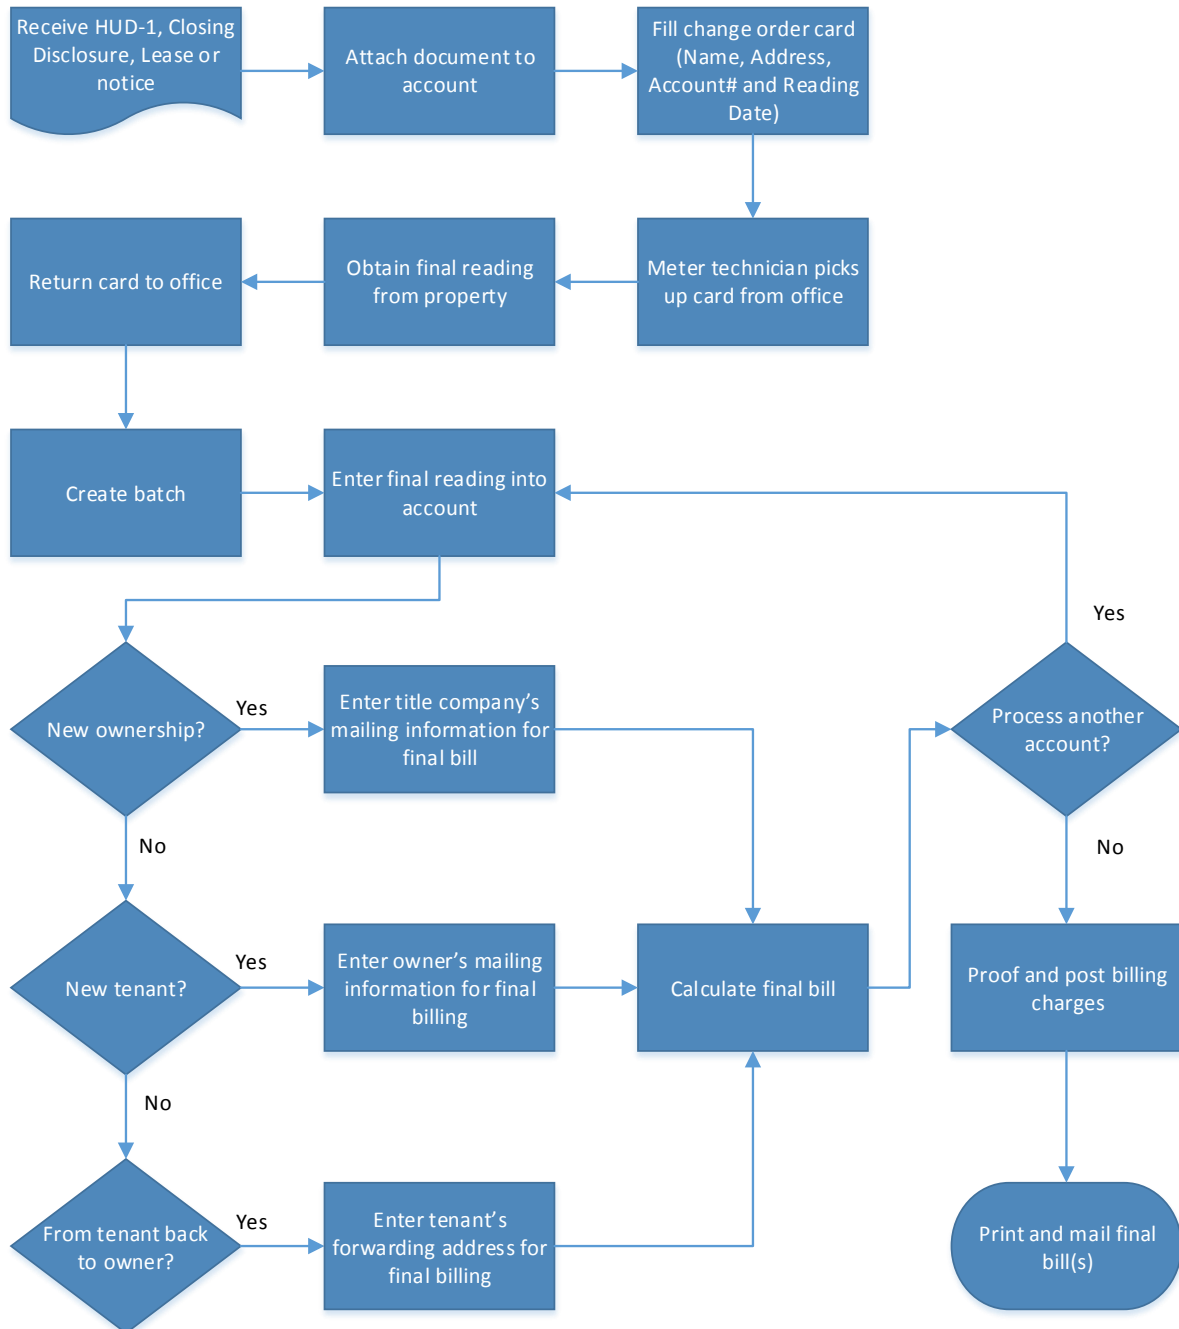 Receive HUD-1, Closing
Disclosure, Lease or
notice
Attach document to
account
Fill change order card
(Name, Address,
Account# and Reading
Date)
Return card to office
Obtain final reading
from property
Meter technician picks
up card from office
Create batch
Enter final reading into
account
Yes
New ownership?
Yes
Enter title company’s
mailing information for
final bill
Process another
account?
No
No
New tenant?
Yes
Enter owner’s mailing
information for final
billing
Calculate final bill
Proof and post billing
charges
No
From tenant back
to owner?
Yes
Enter tenant’s
forwarding address for
final billing
Print and mail final
bill(s)